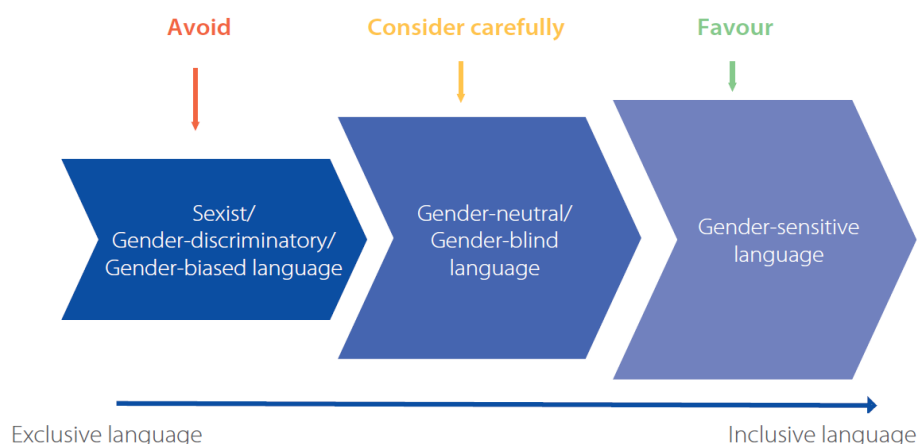 Avoid
Consider carefully
Favour
Sexist/
Gender-discriminatory/
Gender-biased language
Gender-neutral/
Gender-blind
language
Gender-sensitive
language
Exclusive language
Inclusive language